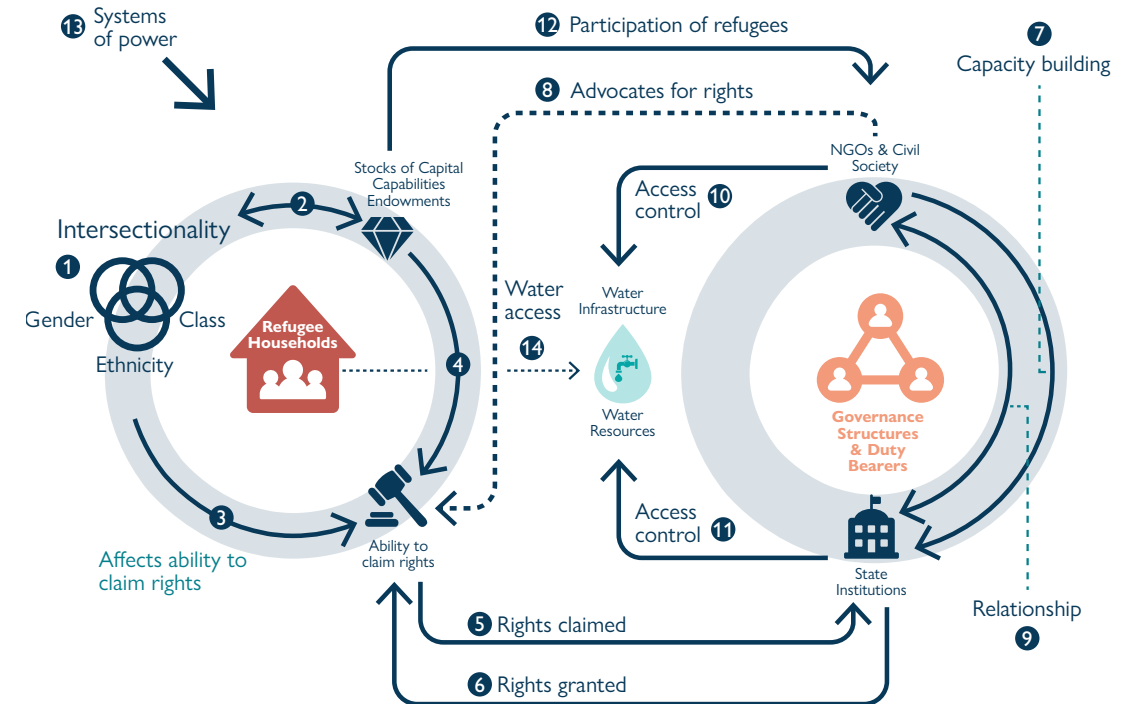 13 Systems
of power
12 Participation of refugees
7
Capacity building
8 Advocates for rights
NGOs & Civil
Society
Stocks of Capital
Capabilities
Endowments
Access
control 10
2
Intersectionality
1
Gender
Class
Ethnicity
Refugee
Households
4
Water
access
14
Water
Infrastructure
Water
Resources
Governance
Structures
& Duty
Bearers
3
Affects ability to
claim rights
Ability to
claim rights
Access
control 11
State
Institutions
Relationship
9
5 Rights claimed
6 Rights granted